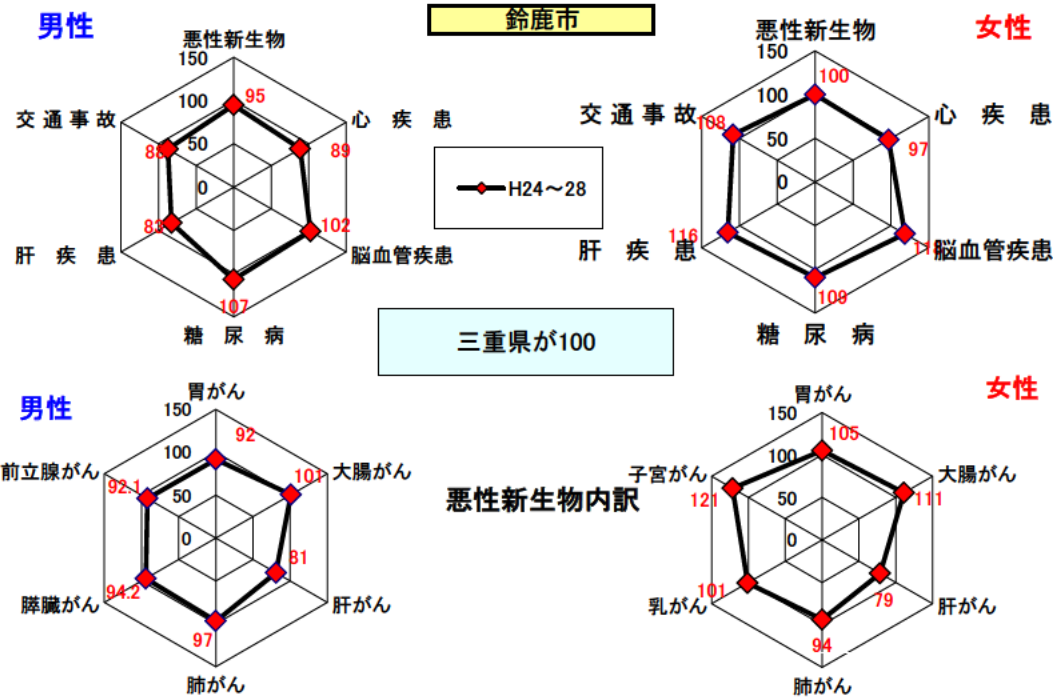 鈴鹿市
男性
悪性新生物
150
100
50
0
95
心 疾 患
89
102
脳血管疾患
107
糖 尿 病
83
肝 疾 患
88
交 通 事 故
H24～28
女性
悪性新生物
150
100
50
0
100
心 疾 患
97
脳血管疾患
109
糖 尿 病
116
肝 疾 患
108
交 通 事 故
三重県が100
男性
胃がん
150
100
50
0
92
大腸がん
101
81
肝がん
97
肺がん
94.2
膵臓がん
92.1
前立腺がん
悪性新生物内訳
女性
胃がん
150
100
50
0
105
大腸がん
111
79
肝がん
94
肺がん
101
乳がん
121
子宮がん